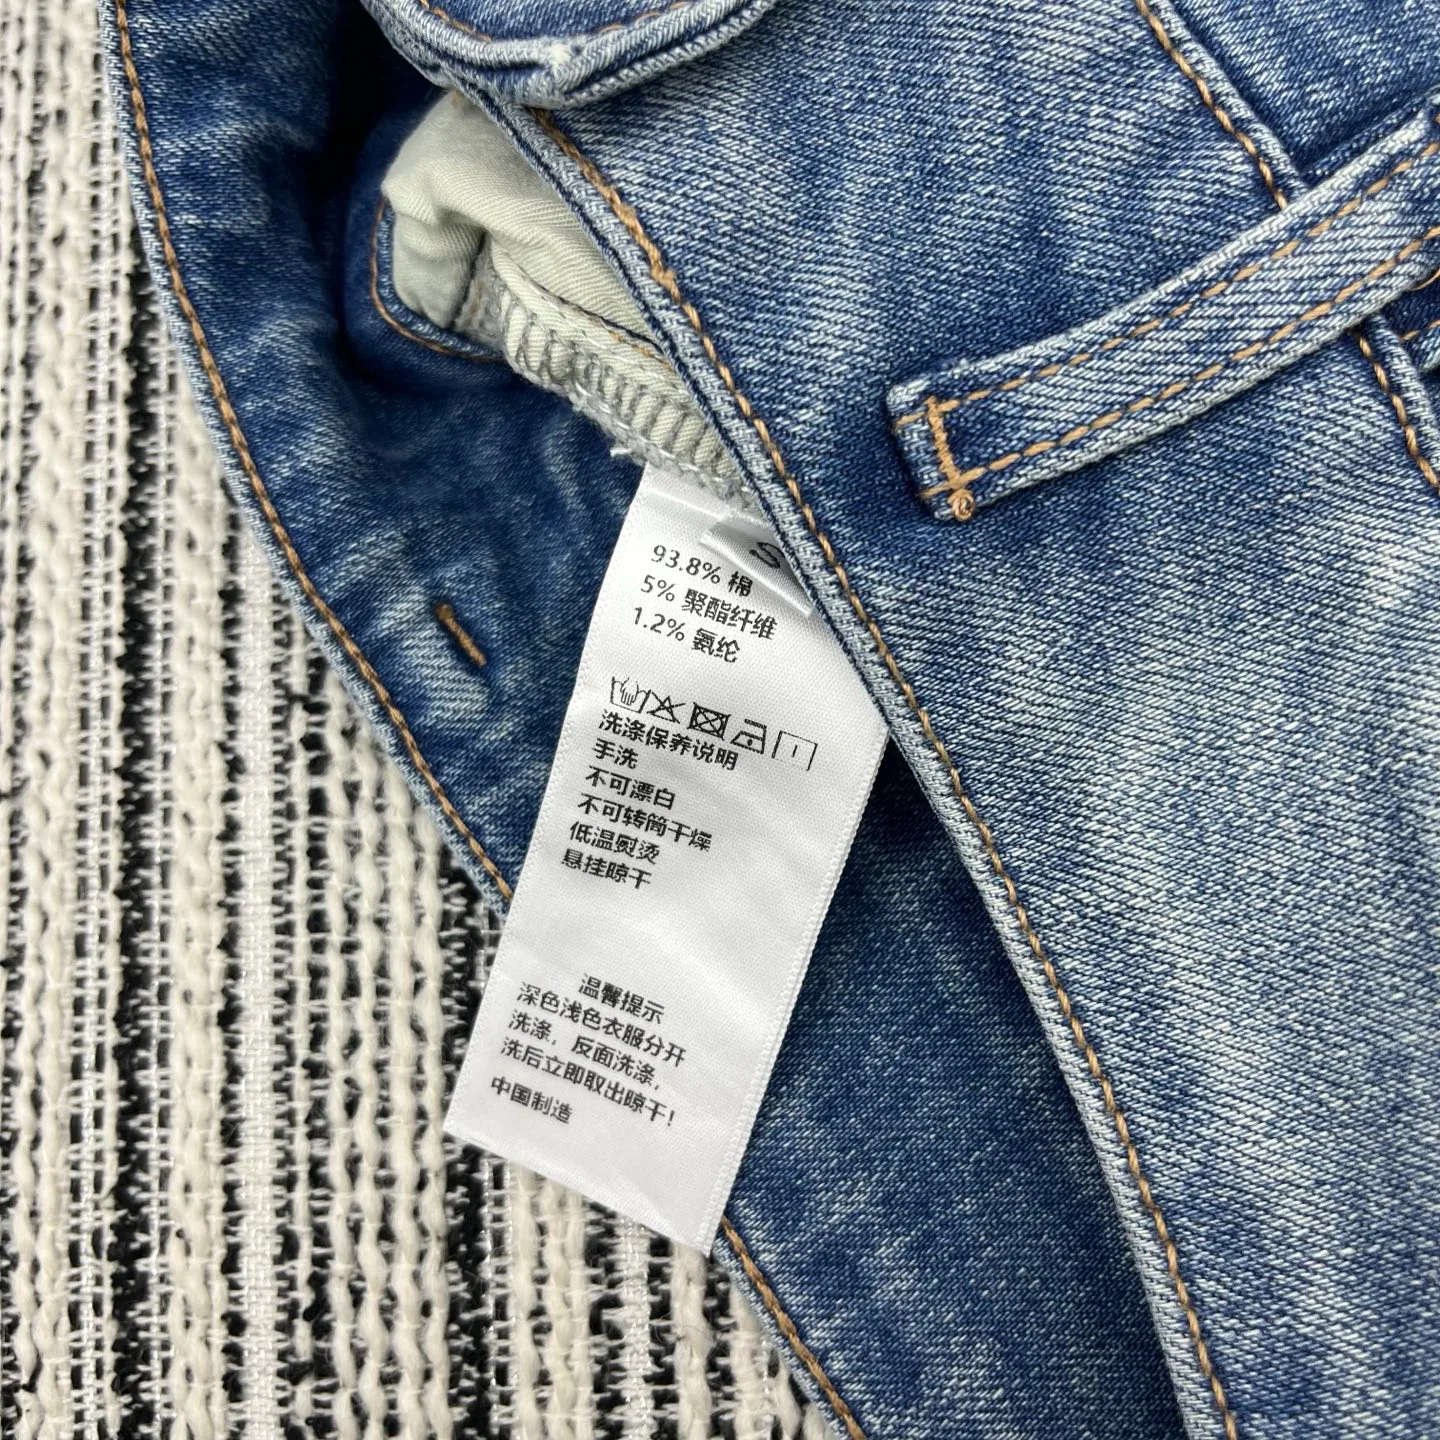 S
93.8% 棉
5% 聚酯纤维
1.2% 氨纶
洗涤保养说明
手洗
不可漂白
不可转筒干燥
低温熨烫
悬挂晾干
温馨提示
深色浅色衣服分开
洗涤，反面洗涤，
洗后立即取出晾干！
中国制造